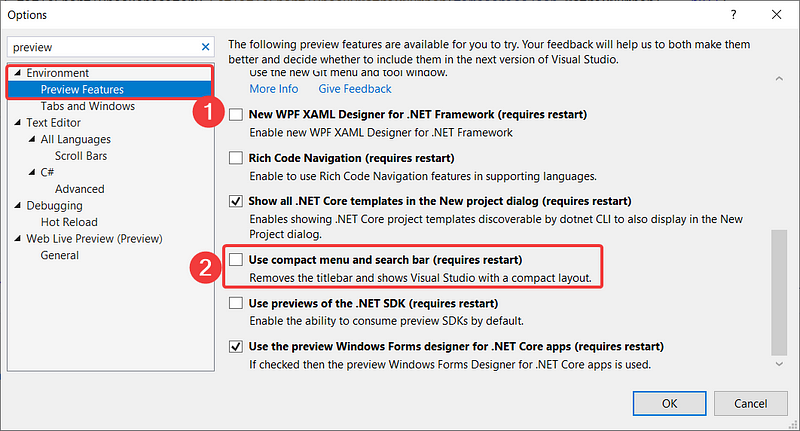 Options
?
preview
The following preview features are available for you to try. Your feedback will help us to both make them
better and decide whether to include them in the next version of Visual Studio.
Environment
Preview Features
Tabs and Windows
Text Editor
All Languages
Scroll Bars
C#
Advanced
Debugging
Hot Reload
Web Live Preview (Preview)
General
1
Use the new Git menu and tool window.
More Info Give Feedback
New WPF XAML Designer for .NET Framework (requires restart)
Enable new WPF XAML Designer for .NET Framework
Rich Code Navigation (requires restart)
Enable to use Rich Code Navigation features in supporting languages.
Show all .NET Core templates in the New project dialog (requires restart)
Enables showing .NET Core project templates discoverable by dotnet CLI to also display in the New
Project dialog.
2
Use compact menu and search bar (requires restart)
Removes the titlebar and shows Visual Studio with a compact layout.
Use previews of the .NET SDK (requires restart)
Enable the ability to consume preview SDKs by default.
Use the preview Windows Forms designer for .NET Core apps (requires restart)
If checked then the preview Windows Forms Designer for .NET Core apps is used.
OK Cancel